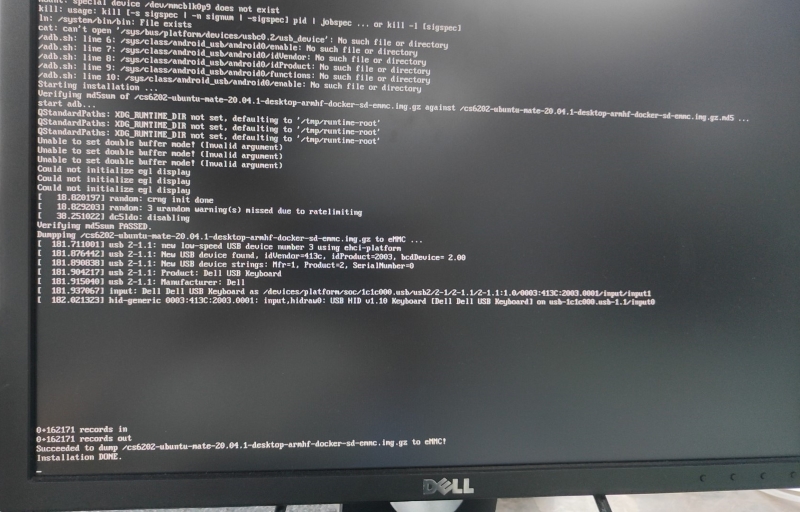 mount: special device /dev/mmcblk0p9 does not exist
kill: usage: kill [-s sigspec | -n signum | -sigspec] pid | jobspec ... or kill -l [sigspec]
ln: /system/bin/bin: File exists
cat: can't open '/sys/bus/platform/devices/usbc0.2/usb_device': No such file or directory
/adb.sh: line 6: /sys/class/android_usb/android0/enable: No such file or directory
/adb.sh: line 7: /sys/class/android_usb/android0/idVendor: No such file or directory
/adb.sh: line 8: /sys/class/android_usb/android0/idProduct: No such file or directory
/adb.sh: line 9: /sys/class/android_usb/android0/functions: No such file or directory
/adb.sh: line 10: /sys/class/android_usb/android0/enable: No such file or directory
Starting installation ...
Verifying md5sum of /cs6202-ubuntu-mate-20.04.1-desktop-armhf-docker-sd-emmc.img.gz against /cs6202-ubuntu-mate-20.04.1-desktop-armhf-docker-sd-emmc.img.gz.md5 ...
start adb...
QStandardPaths: XDG_RUNTIME_DIR not set, defaulting to '/tmp/runtime-root'
QStandardPaths: XDG_RUNTIME_DIR not set, defaulting to '/tmp/runtime-root'
QStandardPaths: XDG_RUNTIME_DIR not set, defaulting to '/tmp/runtime-root'
Unable to set double buffer mode! (Invalid argument)
Unable to set double buffer mode! (Invalid argument)
Unable to set double buffer mode! (Invalid argument)
Could not initialize egl display
Could not initialize egl display
Could not initialize egl display
[   18.820197] random: crng init done
[   18.829203] random: 3 urandom warning(s) missed due to ratelimiting
[   38.251022] dc5ldo: disabling
Verifying md5sum PASSED.
Dumpping /cs6202-ubuntu-mate-20.04.1-desktop-armhf-docker-sd-emmc.img.gz to eMMC ...
[  181.711001] usb 2-1.1: new low-speed USB device number 3 using ehci-platform
[  181.876442] usb 2-1.1: New USB device found, idVendor=413c, idProduct=2003, bcdDevice= 2.00
[  181.890838] usb 2-1.1: New USB device strings: Mfr=1, Product=2, SerialNumber=0
[  181.904217] usb 2-1.1: Product: Dell USB Keyboard
[  181.915040] usb 2-1.1: Manufacturer: Dell
[  181.937067] input: Dell Dell USB Keyboard as /devices/platform/soc/1c1c000.usb/usb2/2-1/2-1.1/2-1.1:1.0/0003:413C:2003.0001/input/input1
[  182.021323] hid-generic 0003:413C:2003.0001: input,hidraw0: USB HID v1.10 Keyboard [Dell Dell USB Keyboard] on usb-1c1c000.usb-1.1/input0
0+162171 records in
0+162171 records out
Succeeded to dump /cs6202-ubuntu-mate-20.04.1-desktop-armhf-docker-sd-emmc.img.gz to eMMC!
Installation DONE.
DELL